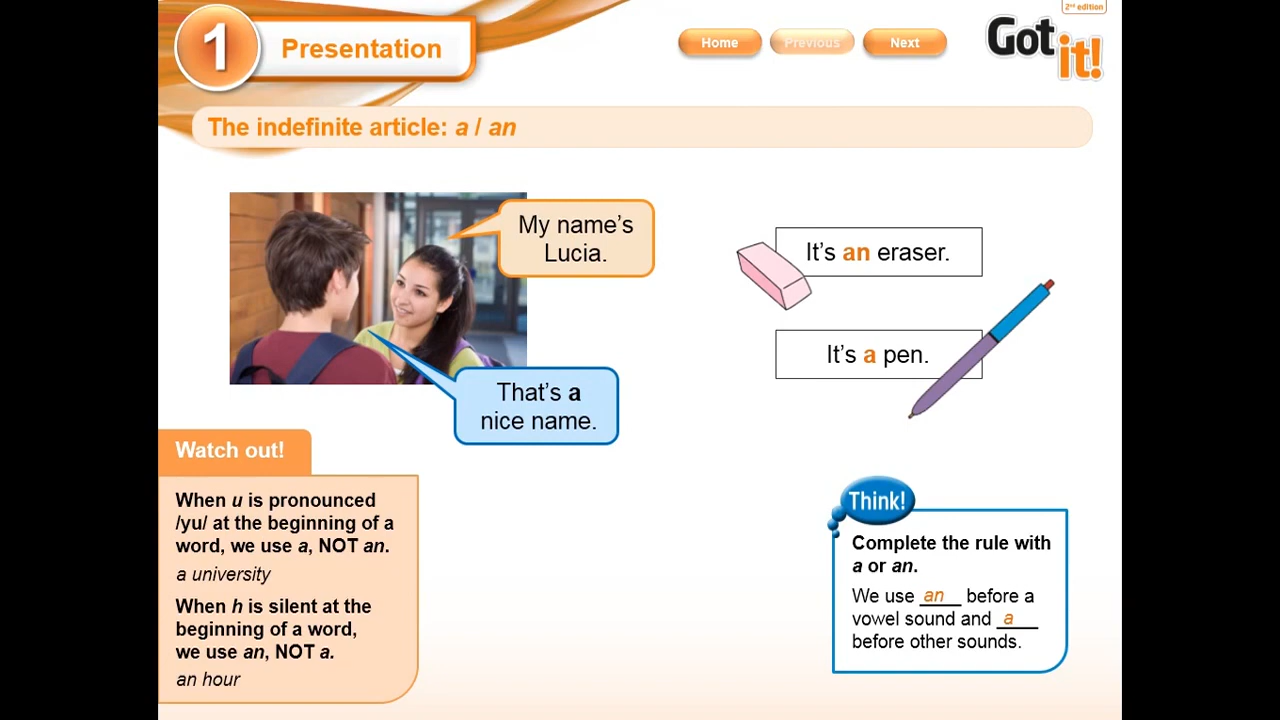 1
Presentation
Home
Previous
Next
2nd edition
Got it!
The indefinite article: a / an
My name's
Lucia.
That's a
nice name.
It's an eraser.
It's a pen.
Watch out!
When u is pronounced
/yu/ at the beginning of a
word, we use a, NOT an.
a university
When h is silent at the
beginning of a word,
we use an, NOT a.
an hour
Think!
Complete the rule with
a or an.
We use an before a
vowel sound and a
before other sounds.